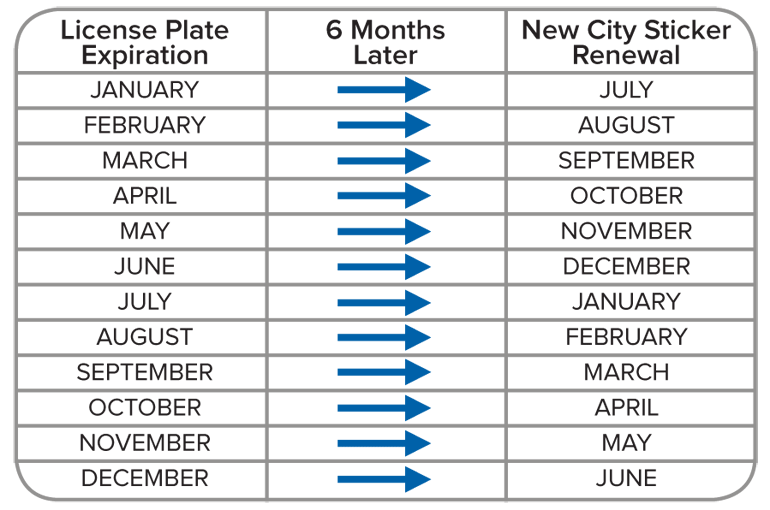 License Plate Expiration 6 Months Later New City Sticker Renewal
JANUARY JULY
FEBRUARY AUGUST
MARCH SEPTEMBER
APRIL OCTOBER
MAY NOVEMBER
JUNE DECEMBER
JULY JANUARY
AUGUST FEBRUARY
SEPTEMBER MARCH
OCTOBER APRIL
NOVEMBER MAY
DECEMBER JUNE